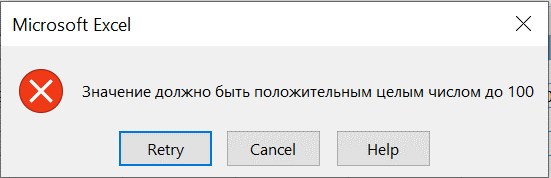 Microsoft Excel
Значение должно быть положительным целым числом до 100
Retry
Cancel
Help